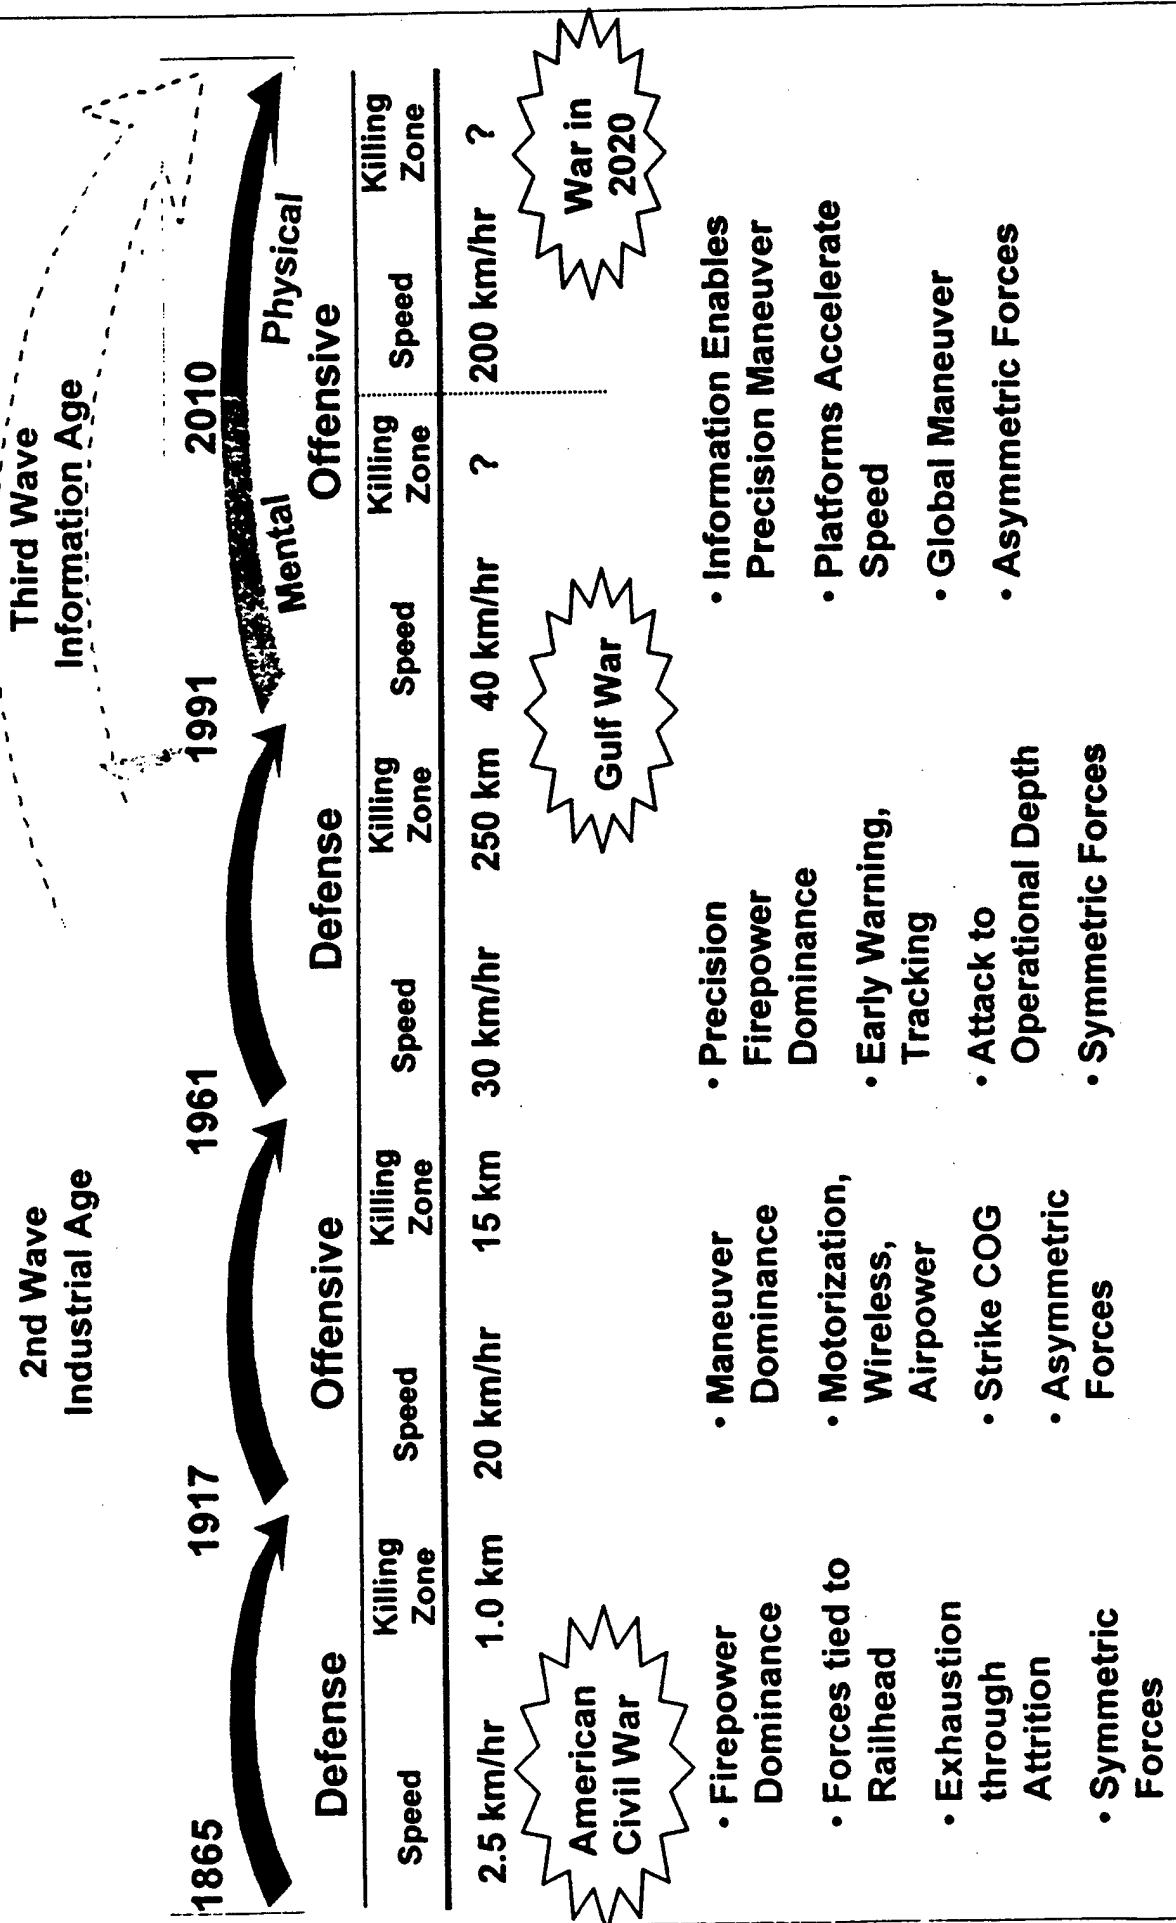 2nd Wave
Industrial Age
Third Wave
Information Age
1865
1917
1961
1991
2010
Mental
Physical
Defense
Offensive
Defense
Offensive
Speed
Killing
Zone
Speed
Killing
Zone
Speed
Killing
Zone
Speed
Killing
Zone
Speed
Killing
Zone
2.5 km/hr
1.0 km
20 km/hr
15 km
30 km/hr
250 km
40 km/hr
?
200 km/hr
?
American
Civil War
Gulf War
War in
2020
• Firepower
Dominance
• Forces tied to
Railhead
• Exhaustion
through
Attrition
• Symmetric
Forces
• Maneuver
Dominance
• Motorization,
Wireless,
Airpower
• Strike COG
• Asymmetric
Forces
• Precision
Firepower
Dominance
• Early Warning,
Tracking
• Attack to
Operational Depth
• Symmetric Forces
• Information Enables
Precision Maneuver
• Platforms Accelerate
Speed
• Global Maneuver
• Asymmetric Forces